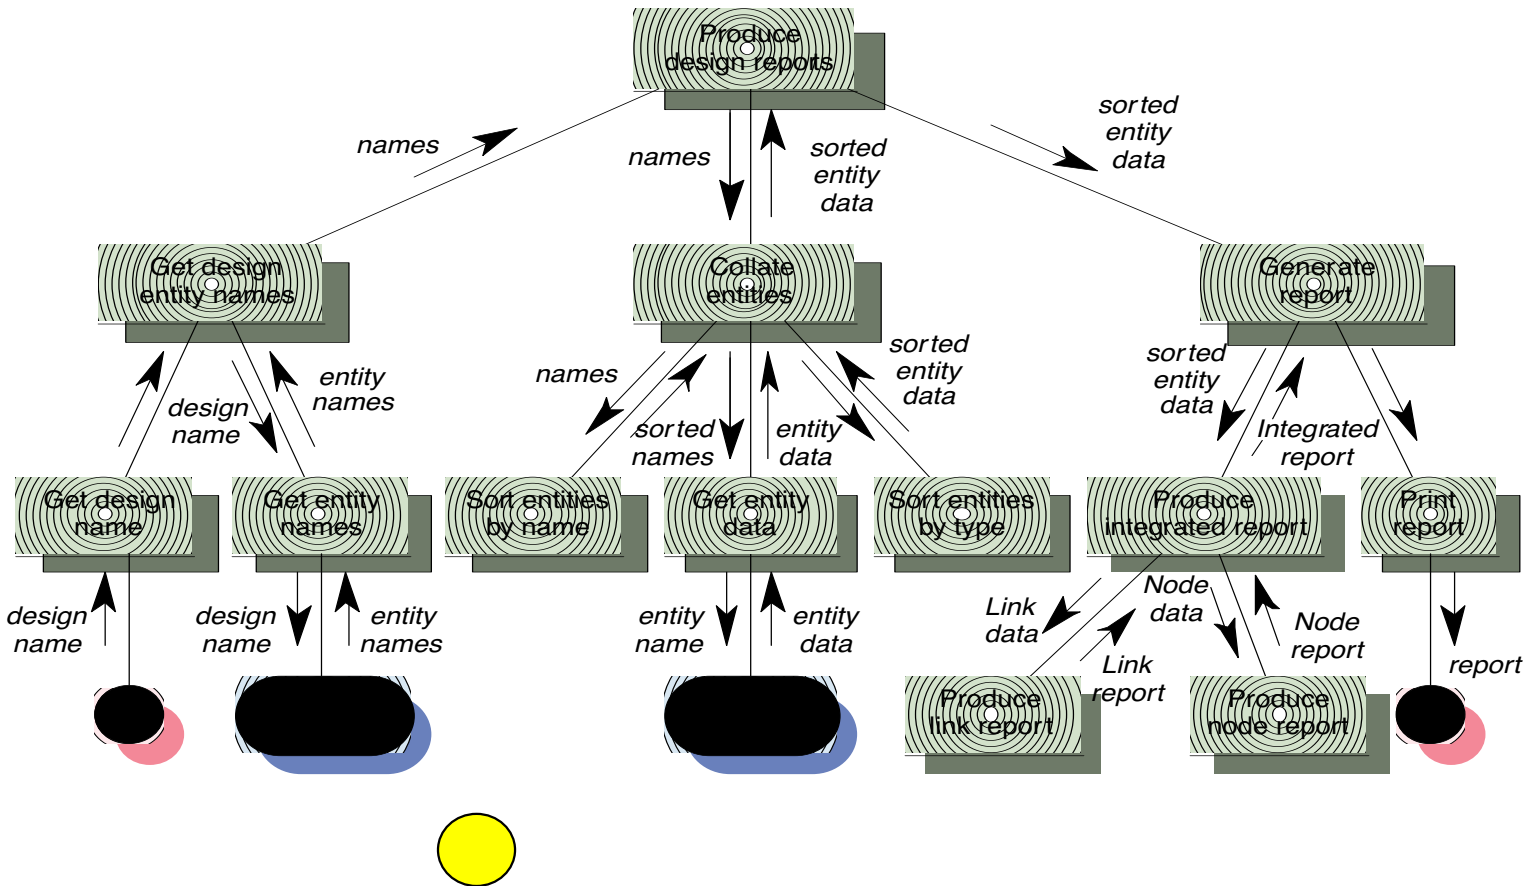 Produce
design reports
names
names
sorted
entity
data
sorted
entity
data
Get design
entity names
Collate
entities
Generate
report
design
name
entity
names
names
sorted
names
entity
data
sorted
entity
data
sorted
entity
data
Integrated
report
Get design
name
Get entity
names
Sort entities
by name
Get entity
data
Sort entities
by type
Produce
integrated report
Print
report
design
name
design
name
entity
names
entity
name
entity
data
Link
data
Link
report
Node
data
Node
report
report
Produce
link report
Produce
node report